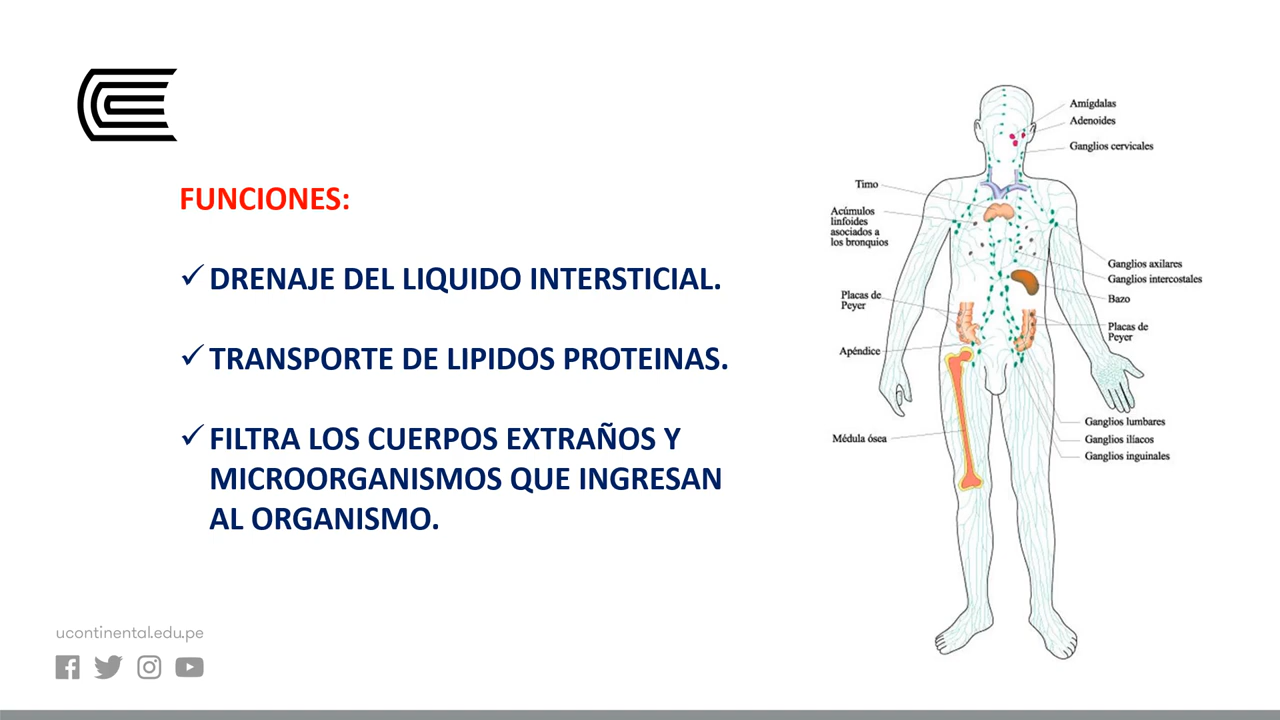 FUNCIONES:
✓ DRENAJE DEL LIQUIDO INTERSTICIAL.
✓ TRANSPORTE DE LIPIDOS PROTEINAS.
✓ FILTRA LOS CUERPOS EXTRAÑOS Y
MICROORGANISMOS QUE INGRESAN
AL ORGANISMO.
Amígdalas
Adenoides
Ganglios cervicales
Timo
Acúmulos
linfoides
asociados a
los bronquios
Ganglios axilares
Ganglios intercostales
Bazo
Placas de
Peyer
Placas de
Peyer
Apéndice
Ganglios lumbares
Ganglios ilíacos
Ganglios inguinales
Médula ósea
ucontinental.edu.pe